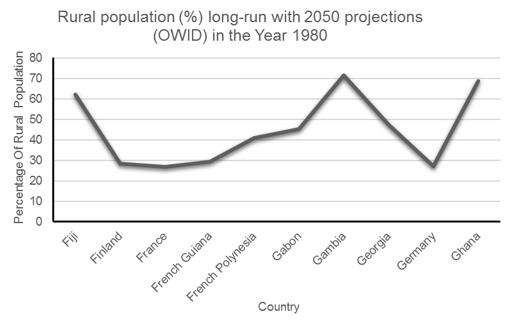 Rural population (%) long-run with 2050 projections
(OWID) in the Year 1980
Percentage Of Rural Population
80
70
60
50
40
30
20
10
0
Fiji
Finland
France
French Guiana
French Polynesia
Gabon
Gambia
Georgia
Germany
Ghana
Country